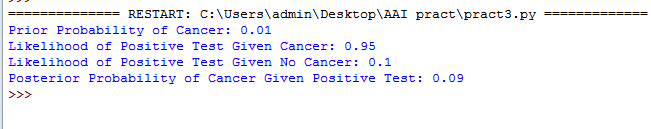 ============== RESTART: C:\Users\admin\Desktop\AAI pract\pract3.py =============
Prior Probability of Cancer: 0.01
Likelihood of Positive Test Given Cancer: 0.95
Likelihood of Positive Test Given No Cancer: 0.1
Posterior Probability of Cancer Given Positive Test: 0.09
>>>